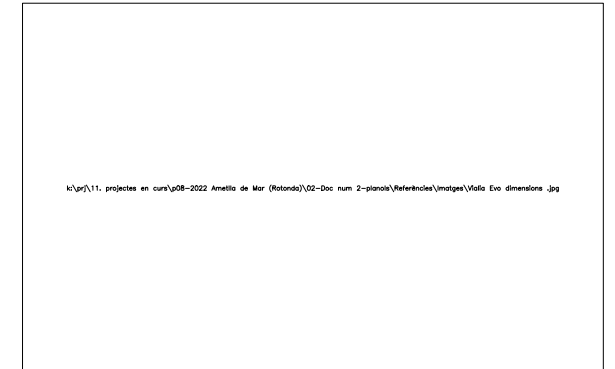 k:\prj\11. projectes en curs\p08-2022 Ametlla de Mar (Rotonda)\02-Doc num 2-planols\Referències\Imatges\Vialia Evo dimensions .jpg